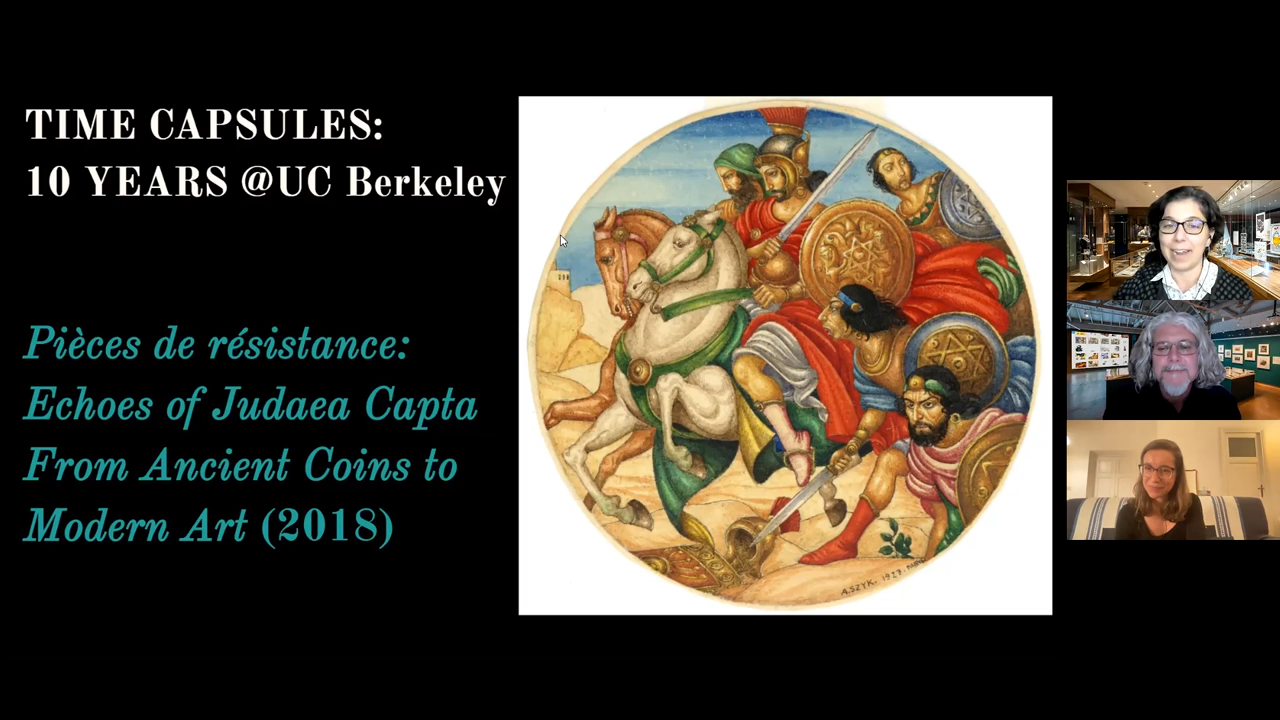 TIME CAPSULES:
10 YEARS @UC Berkeley
Pièces de résistance:
Echoes of Judaea Capta
From Ancient Coins to
Modern Art (2018)
A. SZYK. 1927. PARIS